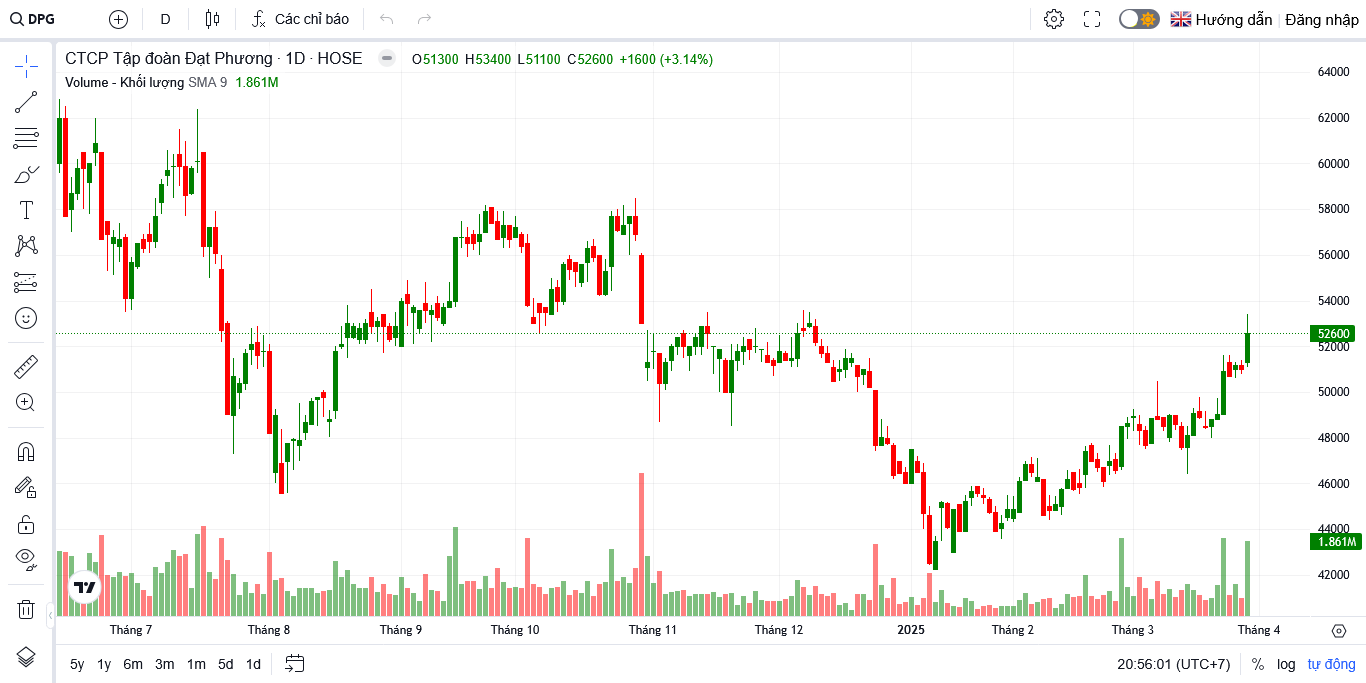 DPG D Các chỉ báo Hướng dẫn Đăng nhập
CTCP Tập đoàn Đạt Phương · 1D · HOSE O51300 H53400 L51100 C52600 +1600 (+3.14%)
Volume - Khối lượng SMA 9 1.861M
64000
62000
60000
58000
56000
54000
52600
52000
50000
48000
46000
44000
1.861M
42000
Tháng 7 Tháng 8 Tháng 9 Tháng 10 Tháng 11 Tháng 12 2025 Tháng 2 Tháng 3 Tháng 4
5y 1y 6m 3m 1m 5d 1d 20:56:01 (UTC+7) % log tự động